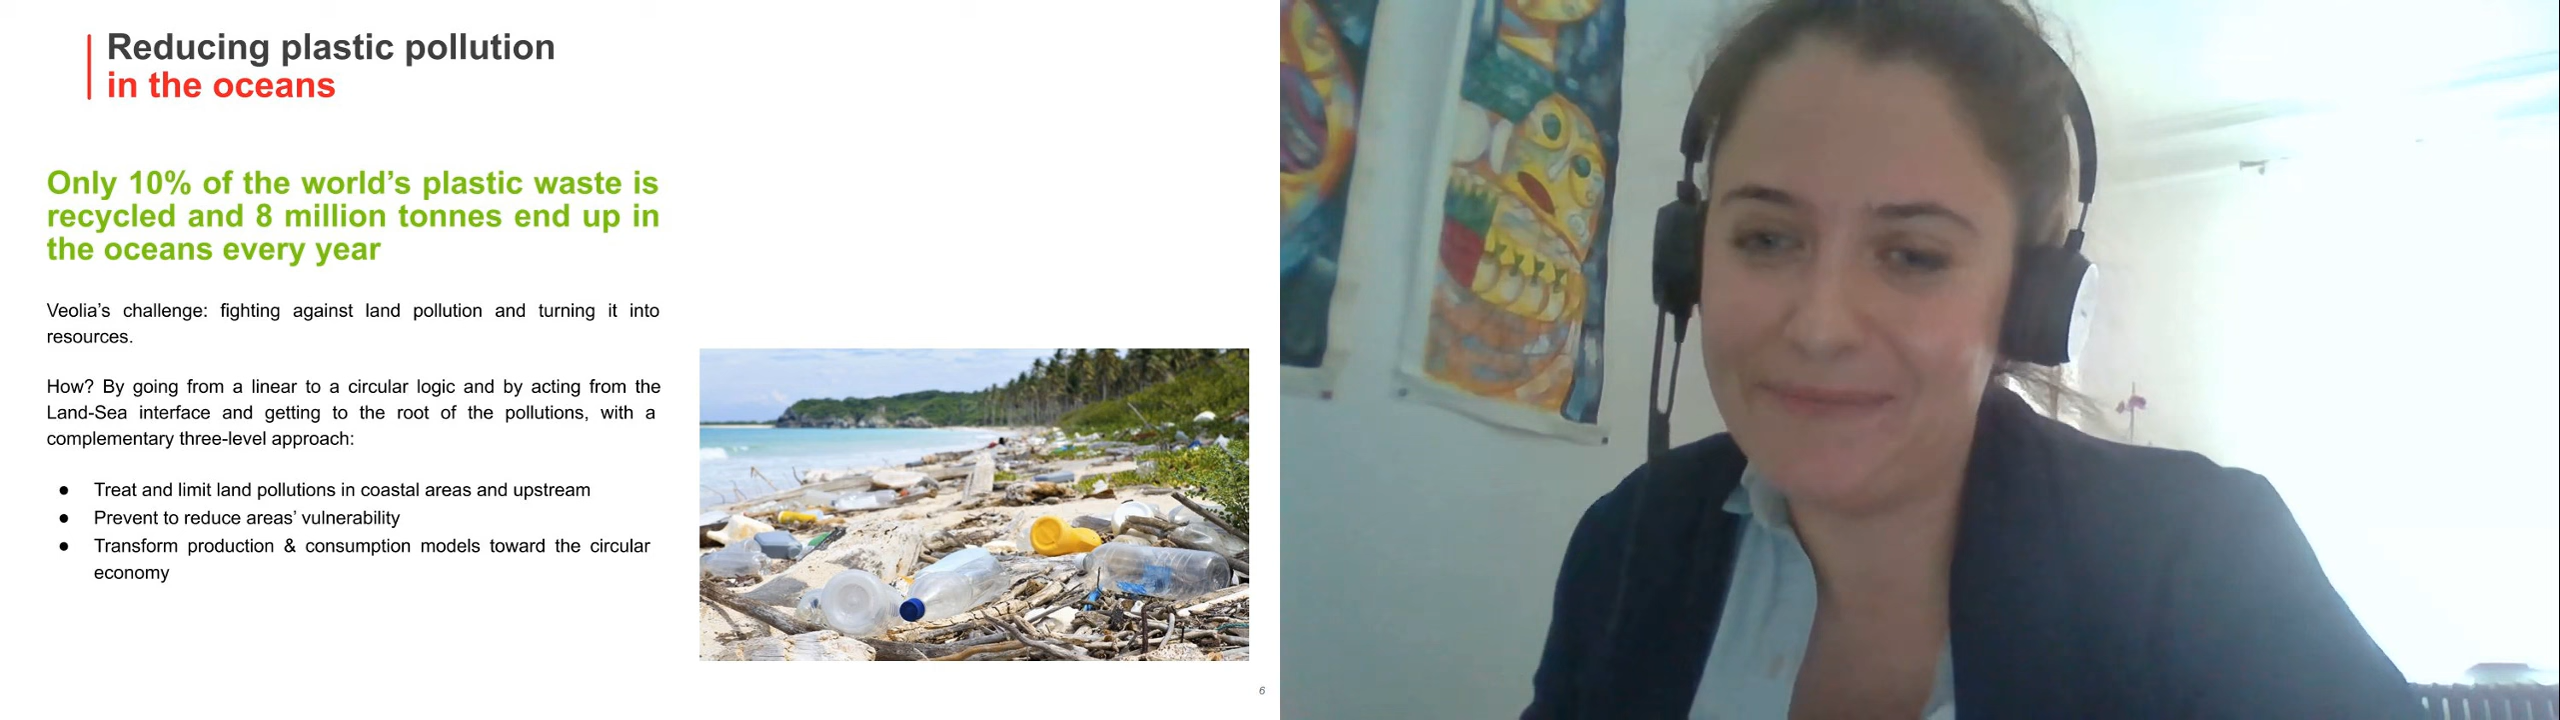 Reducing plastic pollution
in the oceans
Only 10% of the world’s plastic waste is
recycled and 8 million tonnes end up in
the oceans every year
Veolia’s challenge: fighting against land pollution and turning it into
resources.
How? By going from a linear to a circular logic and by acting from the
Land-Sea interface and getting to the root of the pollutions, with a
complementary three-level approach:
● Treat and limit land pollutions in coastal areas and upstream
● Prevent to reduce areas’ vulnerability
● Transform production & consumption models toward the circular
economy
6